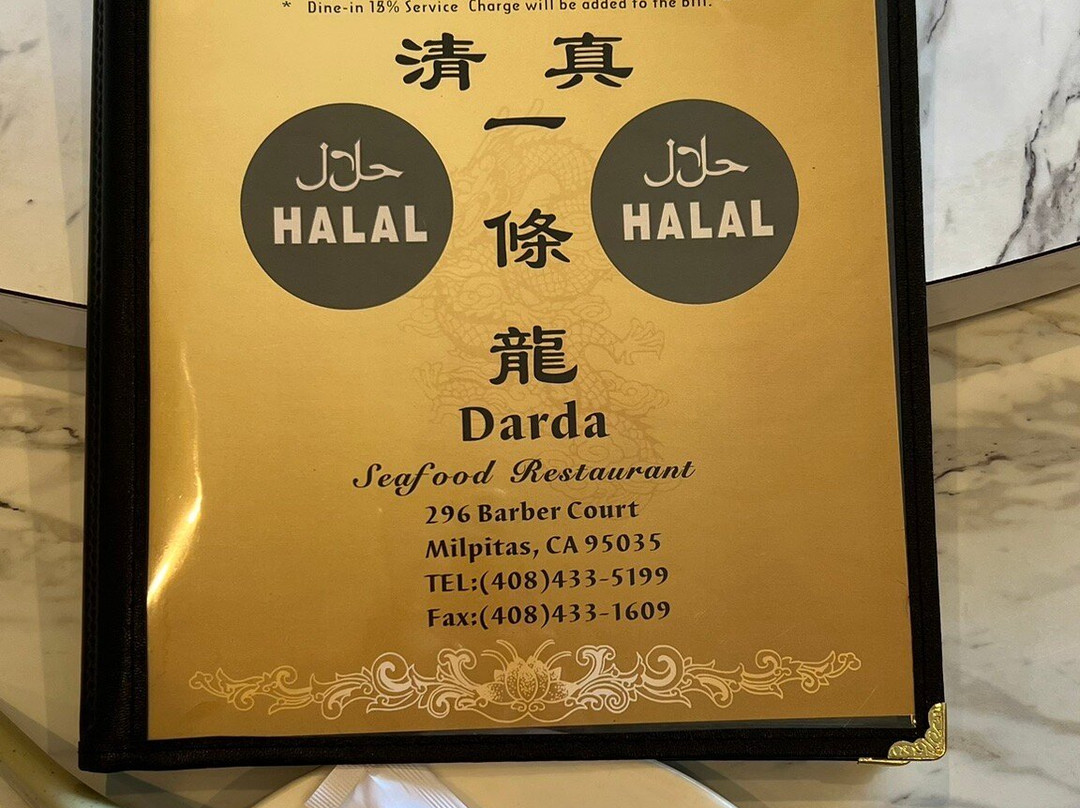 * Dine-in 18% Service Charge will be added to the bill.
清 真
حلال
HALAL
حلال
HALAL
一
條
龍
Darda
Seafood Restaurant
296 Barber Court
Milpitas, CA 95035
TEL:(408)433-5199
Fax:(408)433-1609